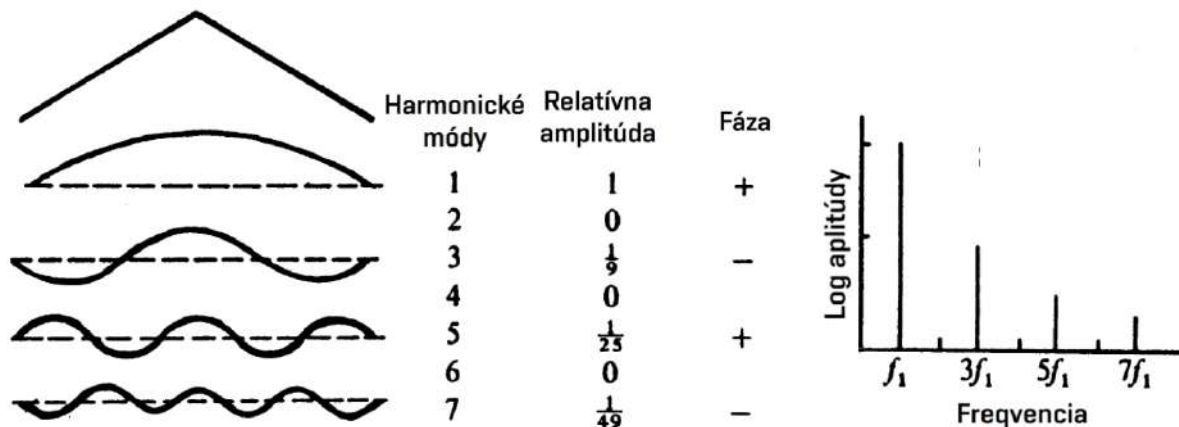 Harmonické módy
Relatívna amplitúda
Fáza
1 1 +
2 0
3 1/9 −
4 0
5 1/25 +
6 0
7 1/49 −
Log aplitúdy
f₁ 3f₁ 5f₁ 7f₁
Freqvencia